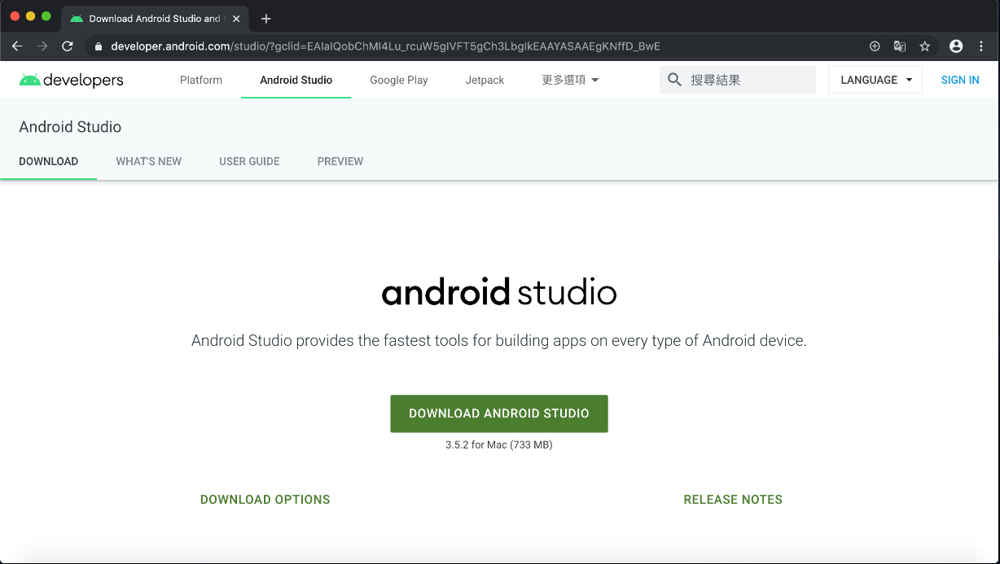 Download Android Studio and
developer.android.com/studio/?gclid=EAIaIQobChMI4Lu_rcuW5gIVFT5gCh3LbgIkEAAYASAAEgKNffD_BwE
developers Platform Android Studio Google Play Jetpack 更多選項 搜尋結果 LANGUAGE SIGN IN
Android Studio
DOWNLOAD WHAT'S NEW USER GUIDE PREVIEW
android studio
Android Studio provides the fastest tools for building apps on every type of Android device.
DOWNLOAD ANDROID STUDIO
3.5.2 for Mac (733 MB)
DOWNLOAD OPTIONS RELEASE NOTES